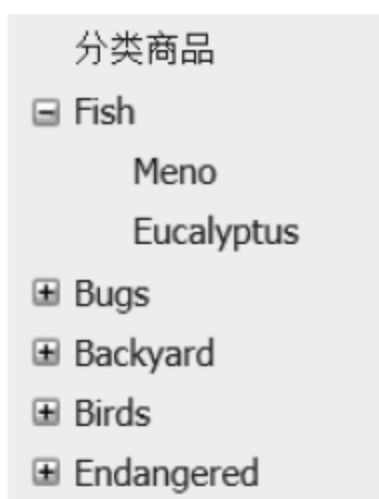 分类商品
Fish
Meno
Eucalyptus
Bugs
Backyard
Birds
Endangered